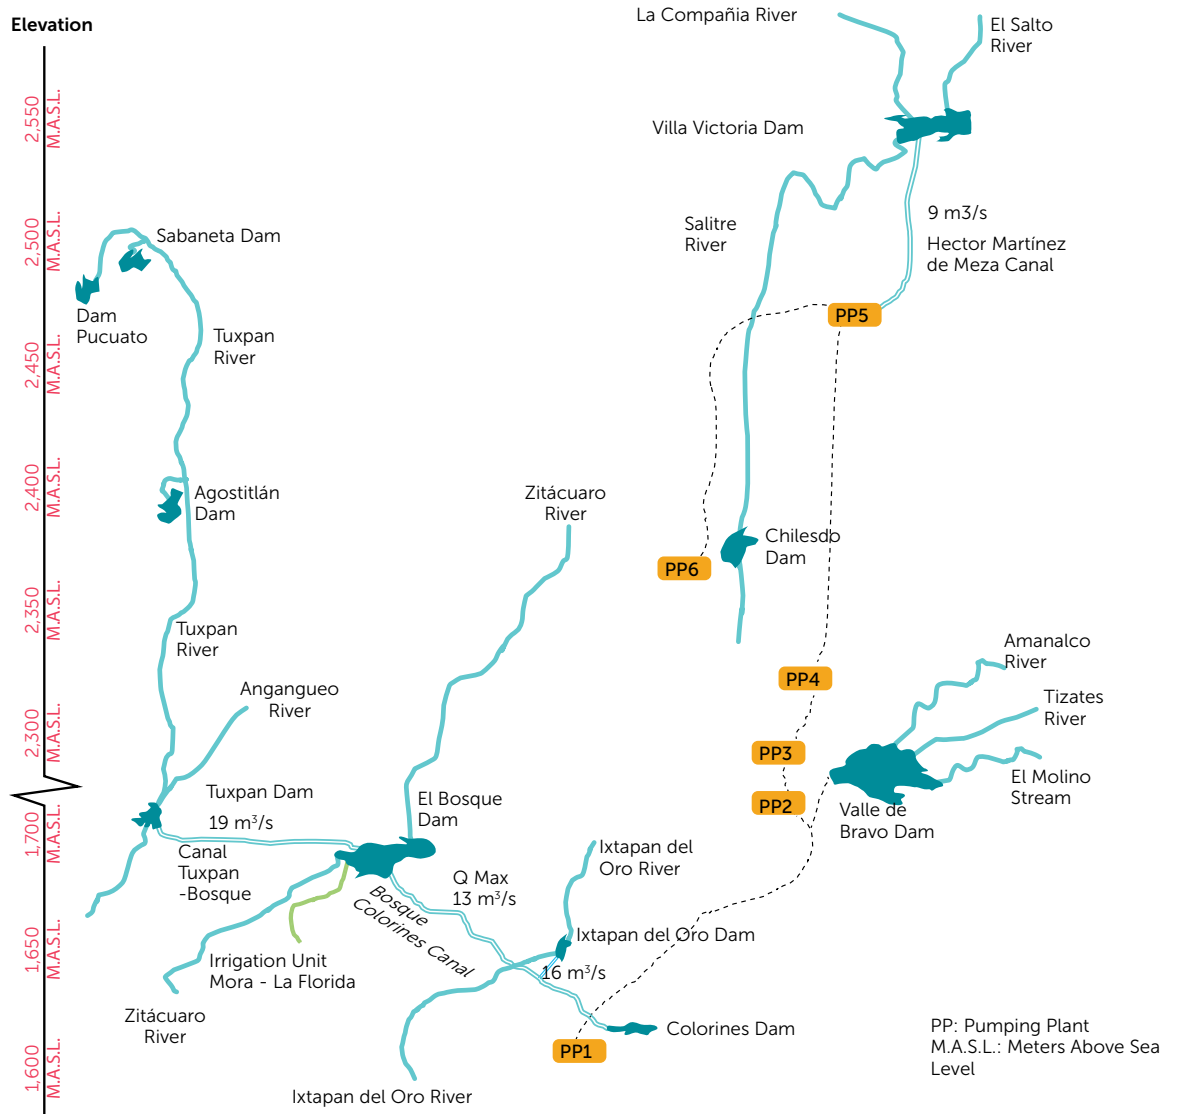 Elevation
2,550
M.A.S.L.
2,500
M.A.S.L.
2,450
M.A.S.L.
2,400
M.A.S.L.
2,350
M.A.S.L.
2,300
M.A.S.L.
1,700
M.A.S.L.
1,650
M.A.S.L.
1,600
M.A.S.L.
La Compañia River
El Salto
River
Villa Victoria Dam
Salitre
River
9 m3/s
Hector Martínez
de Meza Canal
Sabaneta Dam
Dam
Pucuato
Tuxpan
River
PP5
Agostitlán
Dam
Zitácuaro
River
Chilesdo
Dam
PP6
Tuxpan
River
Angangueo
River
PP4
Amanalco
River
Tizates
River
PP3
El Molino
Stream
PP2
Valle de
Bravo Dam
Tuxpan Dam
19 m³/s
El Bosque
Dam
Canal
Tuxpan
-Bosque
Q Max
13 m³/s
Bosque
Colorines Canal
Ixtapan del
Oro River
Ixtapan del Oro Dam
16 m³/s
Irrigation Unit
Mora - La Florida
Zitácuaro
River
Colorines Dam
PP1
Ixtapan del Oro River
PP: Pumping Plant
M.A.S.L.: Meters Above Sea
Level